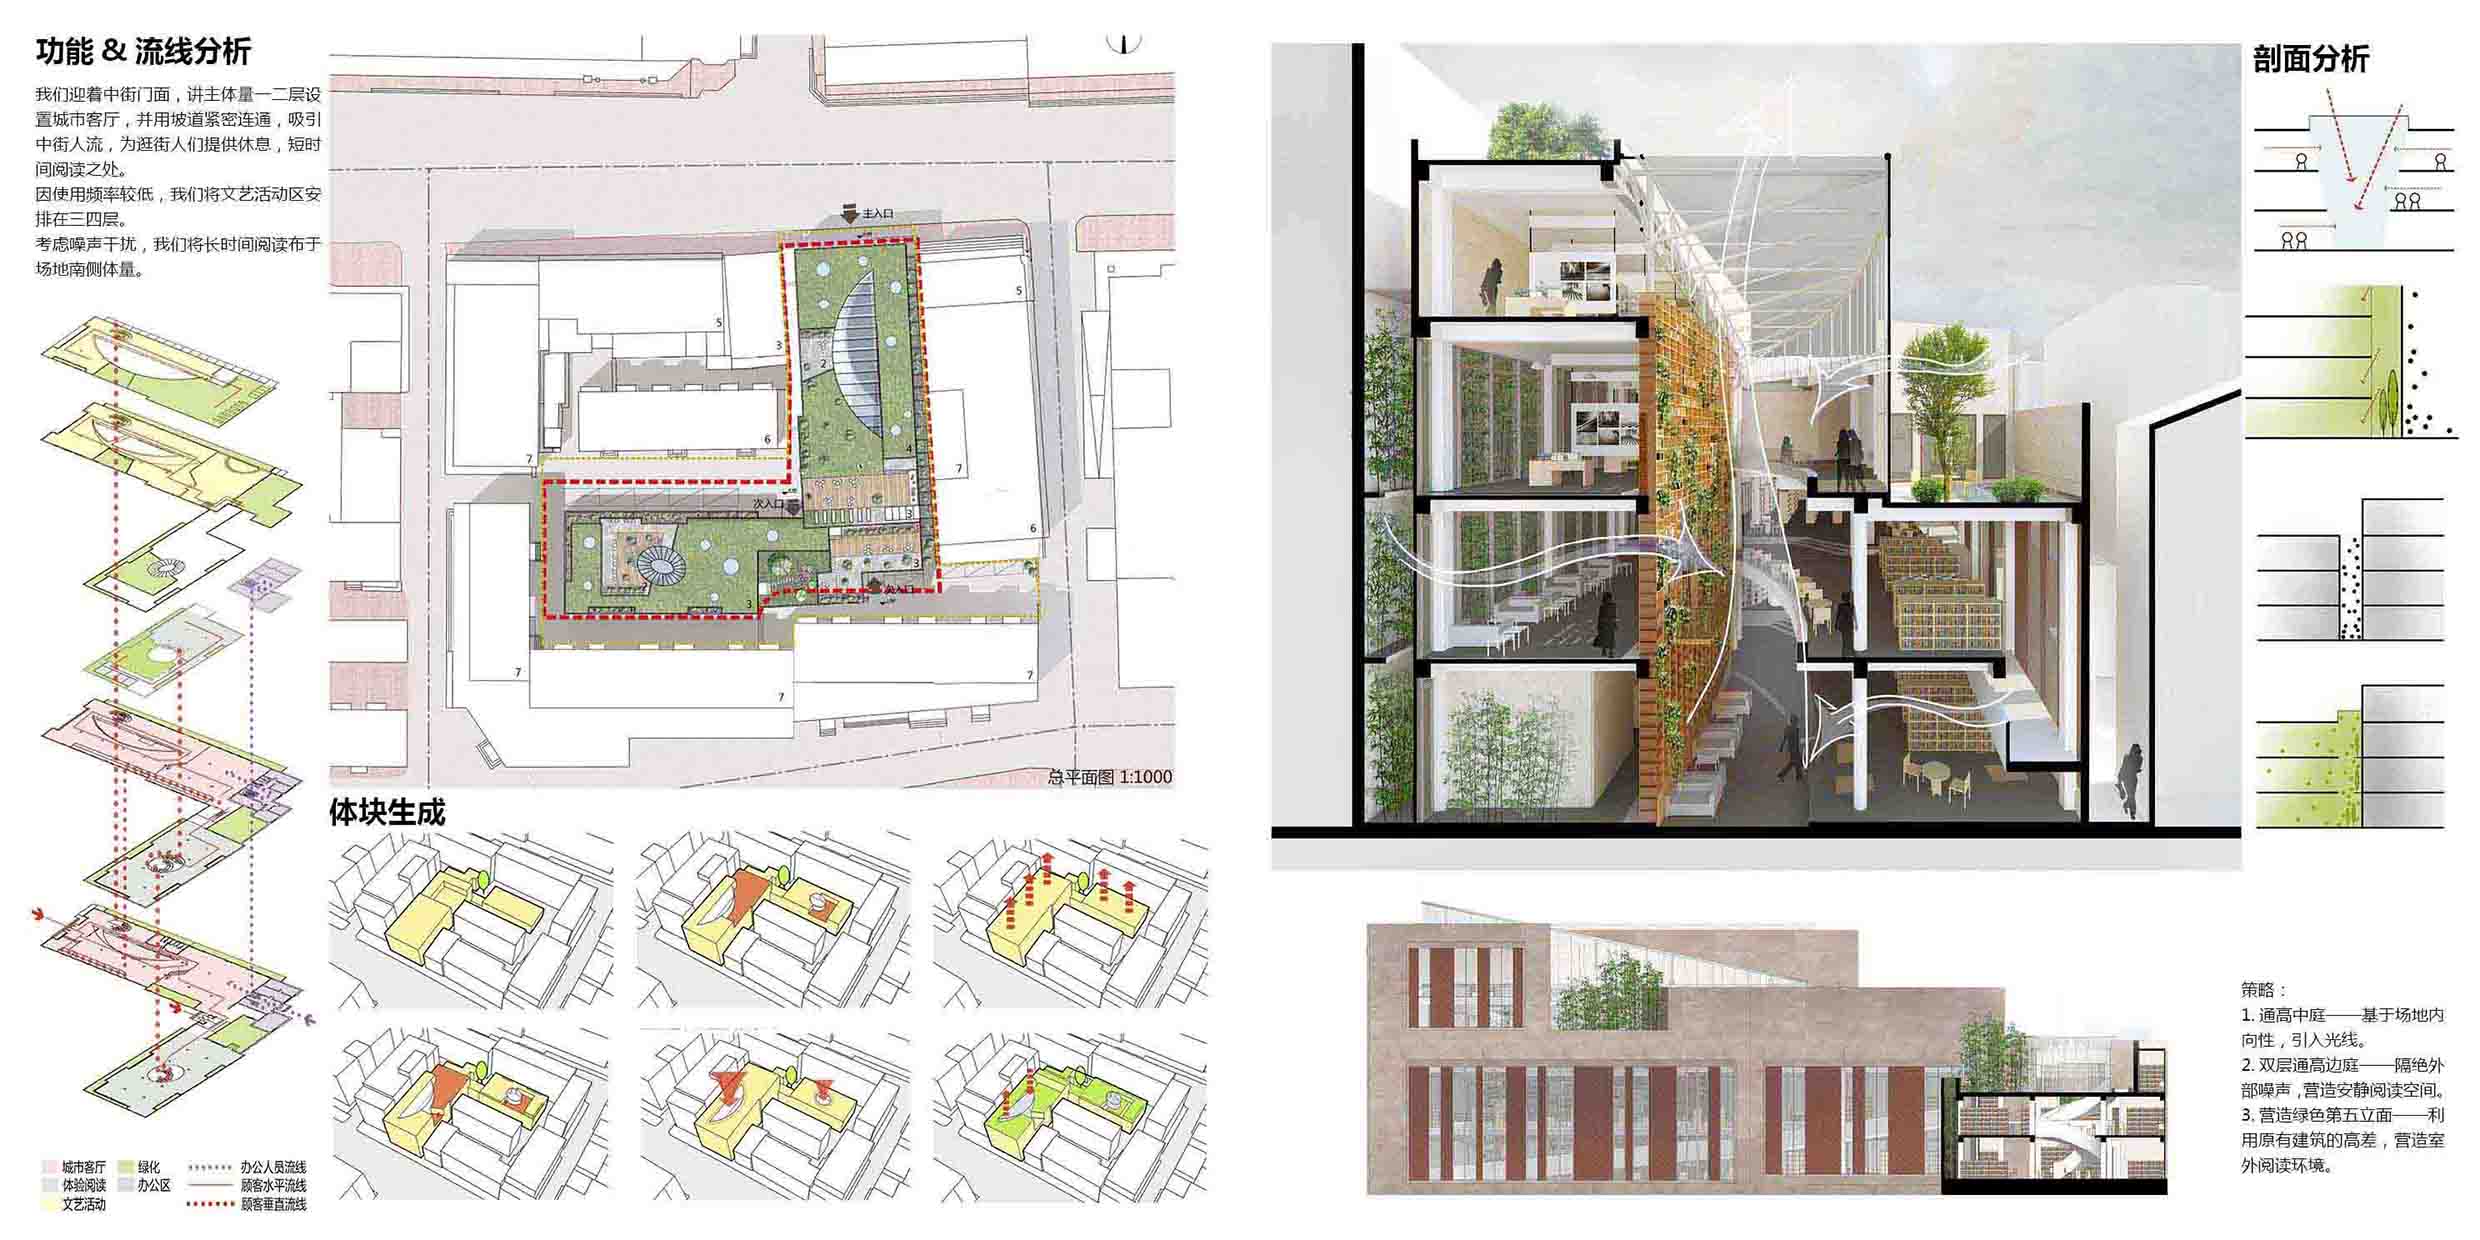 功能 & 流线分析
我们迎着中街门面，讲主体量一二层设
置城市客厅，并用坡道紧密连通，吸引
中街人流，为逛街人们提供休息，短时
间阅读之处。
因使用频率较低，我们将文艺活动区安
排在三四层。
考虑噪声干扰，我们将长时间阅读布于
场地南侧体量。
主入口
5
5
3
2
6
4
7
7
次入口
3
6
2
3
3
次入口
7
7
7
总平面图 1:1000
体块生成
城市客厅
绿化
办公人员流线
体验阅读
办公区
顾客水平流线
文艺活动
顾客垂直流线
剖面分析
策略：
1. 通高中庭——基于场地内
向性，引入光线。
2. 双层通高边庭——隔绝外
部噪声，营造安静阅读空间。
3. 营造绿色第五立面——利
用原有建筑的高差，营造室
外阅读环境。